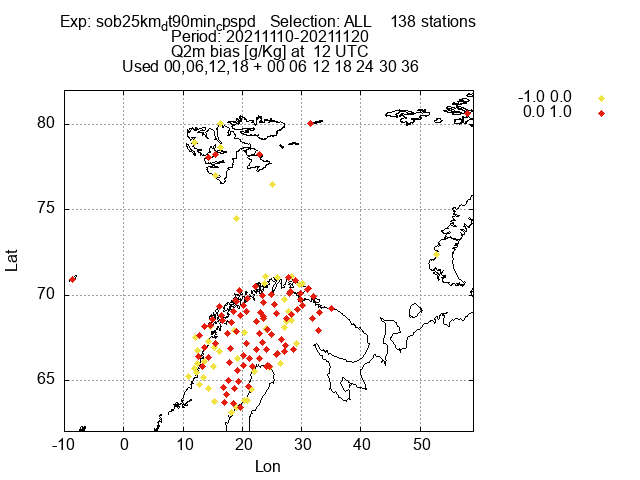 Exp: sob25km_dt90min_cpspd   Selection: ALL    138 stations
Period: 20211110-20211120
Q2m bias [g/Kg] at  12 UTC
Used 00,06,12,18 + 00 06 12 18 24 30 36
-1.0 0.0
0.0 1.0
80
75
70
65
Lat
-10 0 10 20 30 40 50
Lon